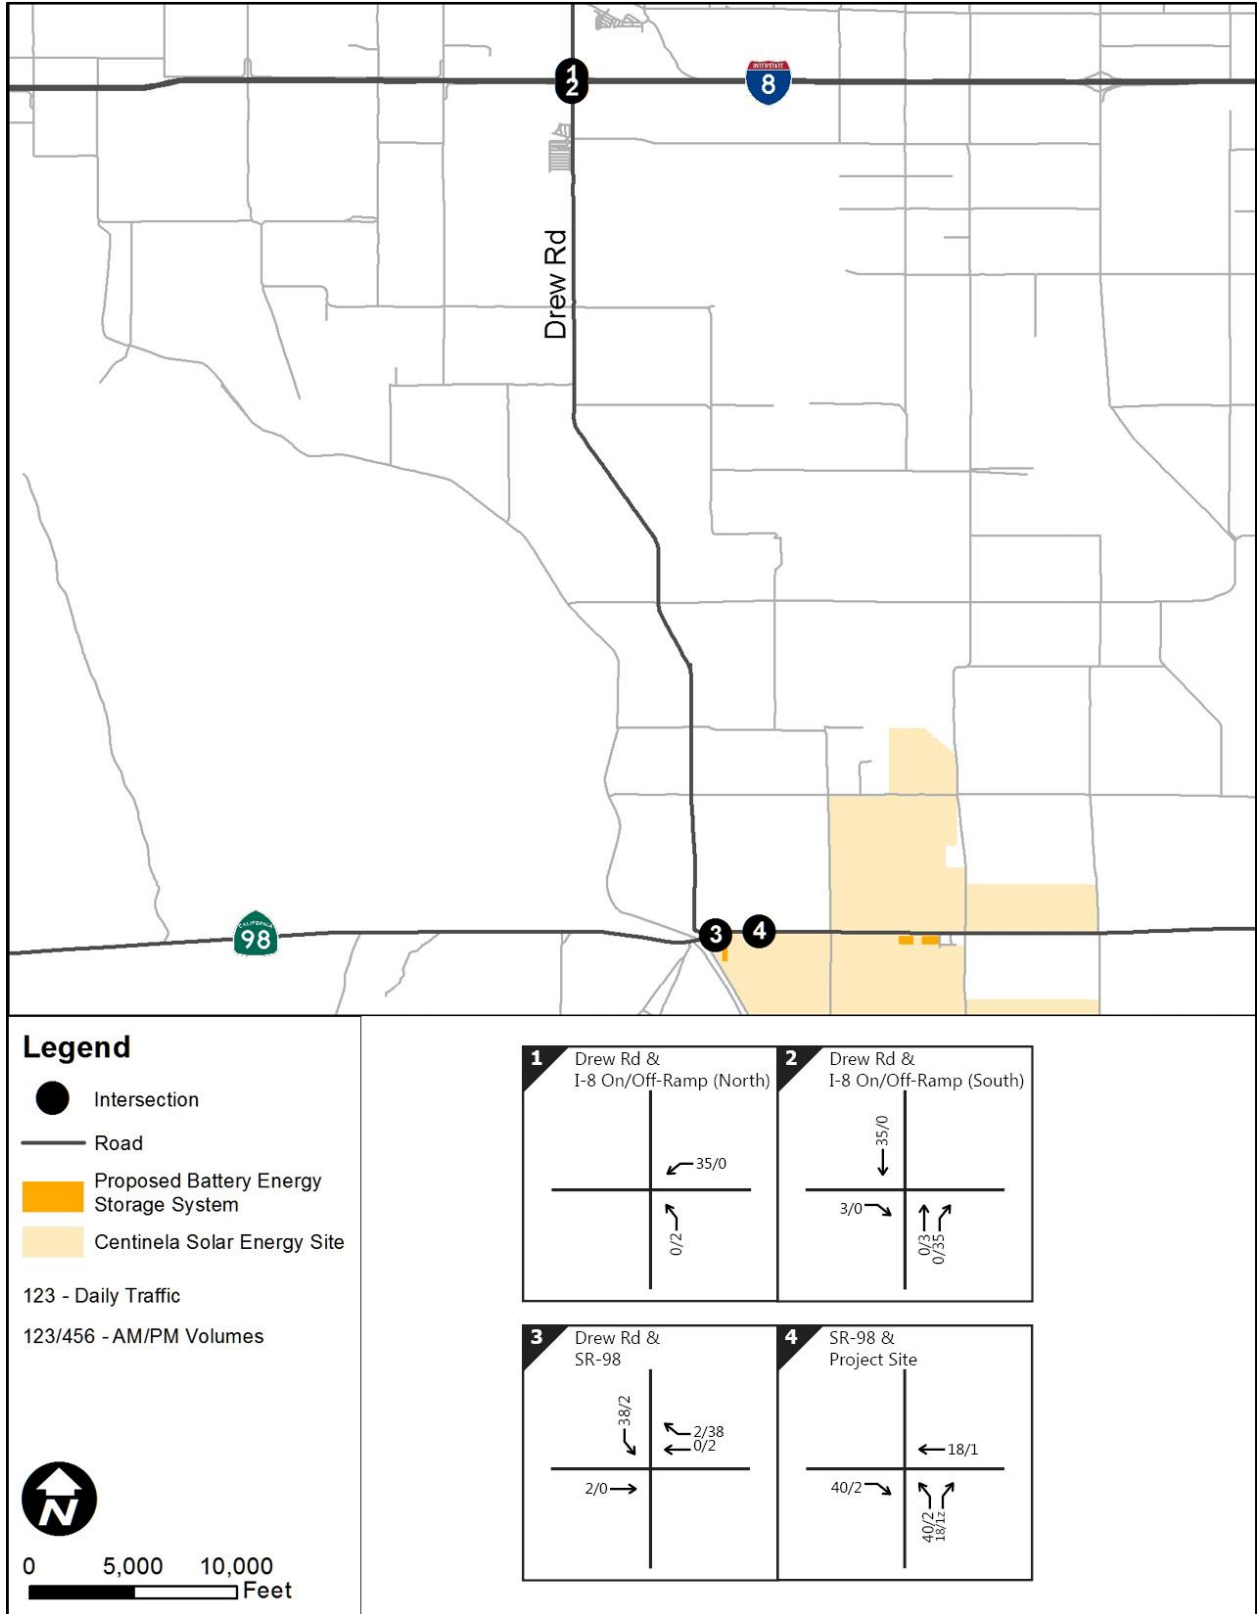 1
2
INTERSTATE
8
Drew Rd
CALIFORNIA
98
3
4
Legend
Intersection
Road
Proposed Battery Energy
Storage System
Centinela Solar Energy Site
123 - Daily Traffic
123/456 - AM/PM Volumes
N
0 5,000 10,000
Feet
1 Drew Rd &
I-8 On/Off-Ramp (North)
35/0
0/2
2 Drew Rd &
I-8 On/Off-Ramp (South)
35/0
3/0
0/3
0/35
3 Drew Rd &
SR-98
38/2
2/38
0/2
2/0
4 SR-98 &
Project Site
18/1
40/2
40/2
18/1z